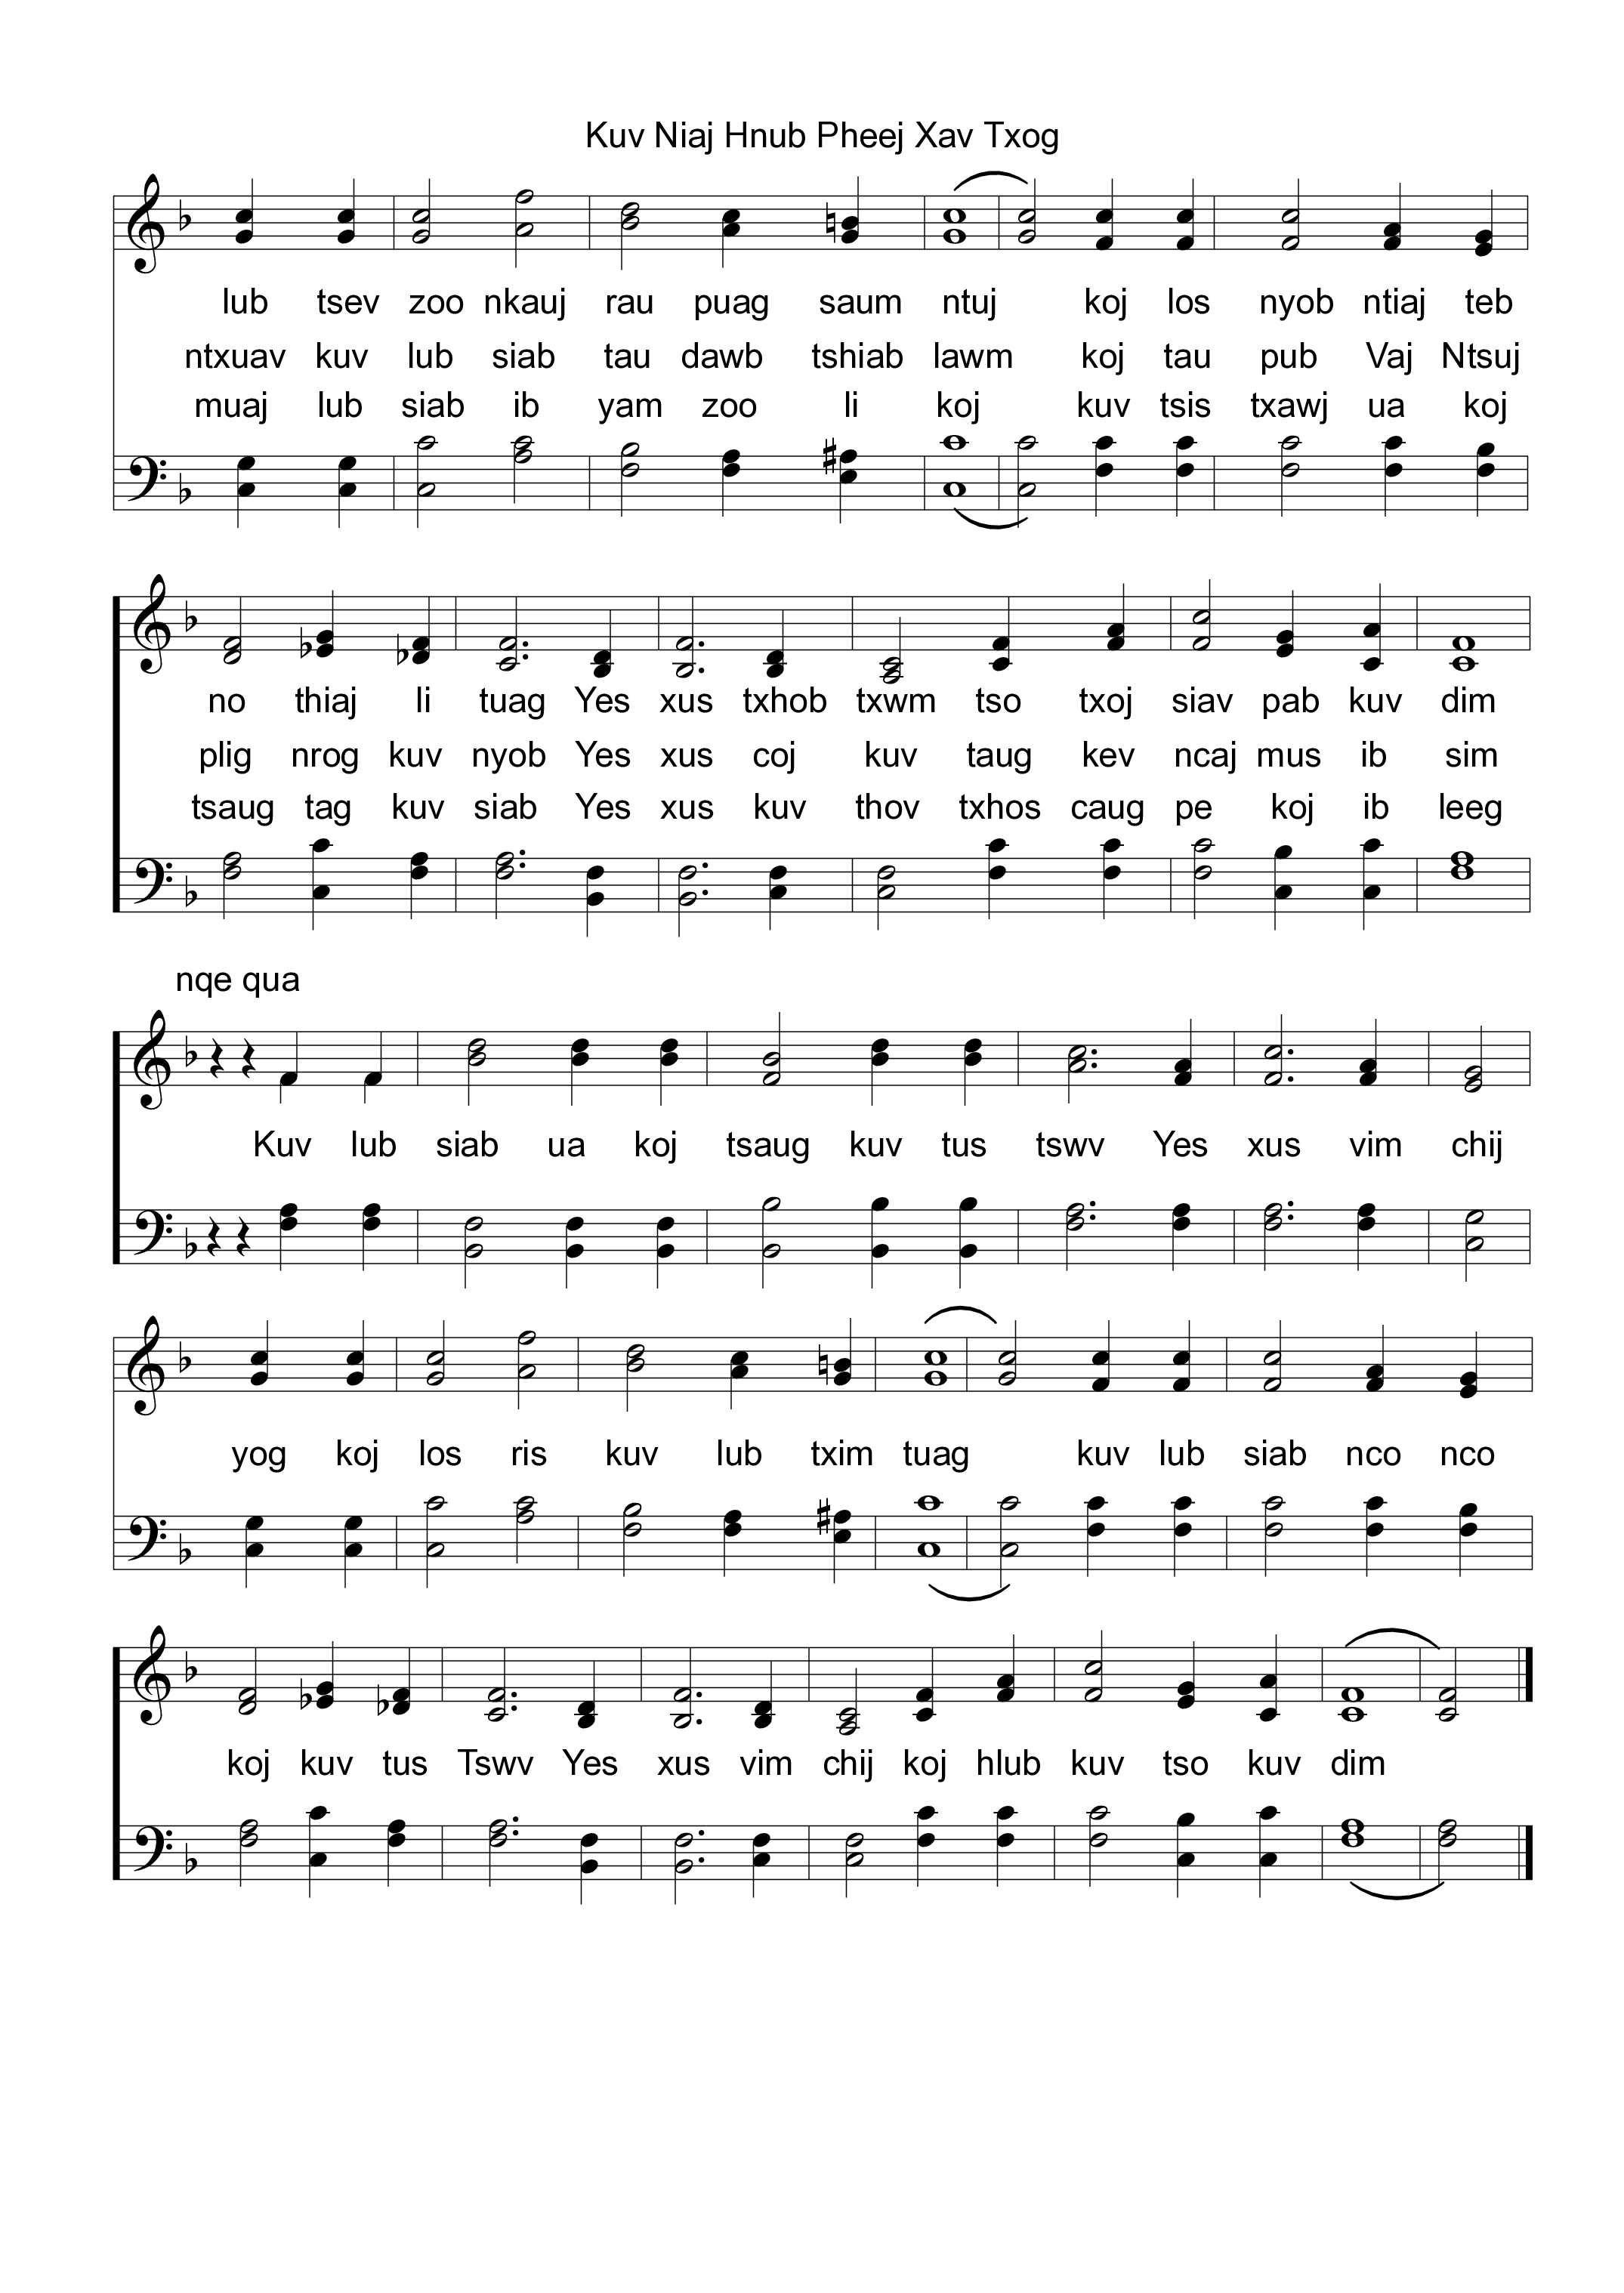 Kuv Niaj Hnub Pheej Xav Txog
lub tsev zoo nkauj rau puag saum ntuj koj los nyob ntiaj teb
ntxuav kuv lub siab tau dawb tshiab lawm koj tau pub Vaj Ntsuj
muaj lub siab ib yam zoo li koj kuv tsis txawj ua koj
no thiaj li tuag Yes xus txhob txwm tso txoj siav pab kuv dim
plig nrog kuv nyob Yes xus coj kuv taug kev ncaj mus ib sim
tsaug tag kuv siab Yes xus kuv thov txhos caug pe koj ib leeg
nqe qua
Kuv lub siab ua koj tsaug kuv tus tswv Yes xus vim chij
yog koj los ris kuv lub txim tuag kuv lub siab nco nco
koj kuv tus Tswv Yes xus vim chij koj hlub kuv tso kuv dim